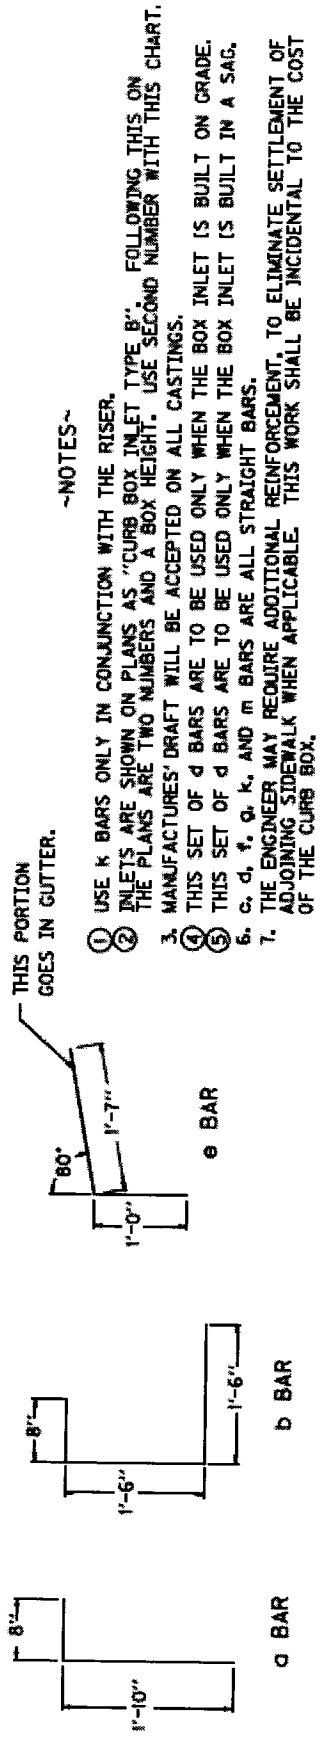 8"
1'-10"
a BAR
8"
1'-6"
1'-6"
b BAR
80°
1'-7"
1'-0"
e BAR
THIS PORTION
GOES IN GUTTER.
~NOTES~
① USE k BARS ONLY IN CONJUNCTION WITH THE RISER.
② INLETS ARE SHOWN ON PLANS AS "CURB BOX INLET TYPE B". FOLLOWING THIS ON
THE PLANS ARE TWO NUMBERS AND A BOX HEIGHT. USE SECOND NUMBER WITH THIS CHART.
3. MANUFACTURES' DRAFT WILL BE ACCEPTED ON ALL CASTINGS.
④ THIS SET OF d BARS ARE TO BE USED ONLY WHEN THE BOX INLET IS BUILT ON GRADE.
⑤ THIS SET OF d BARS ARE TO BE USED ONLY WHEN THE BOX INLET IS BUILT IN A SAG.
6. c, d, f, g, k, AND m BARS ARE ALL STRAIGHT BARS.
7. THE ENGINEER MAY REQUIRE ADDITIONAL REINFORCEMENT, TO ELIMINATE SETTLEMENT OF
ADJOINING SIDEWALK WHEN APPLICABLE. THIS WORK SHALL BE INCIDENTAL TO THE COST
OF THE CURB BOX.